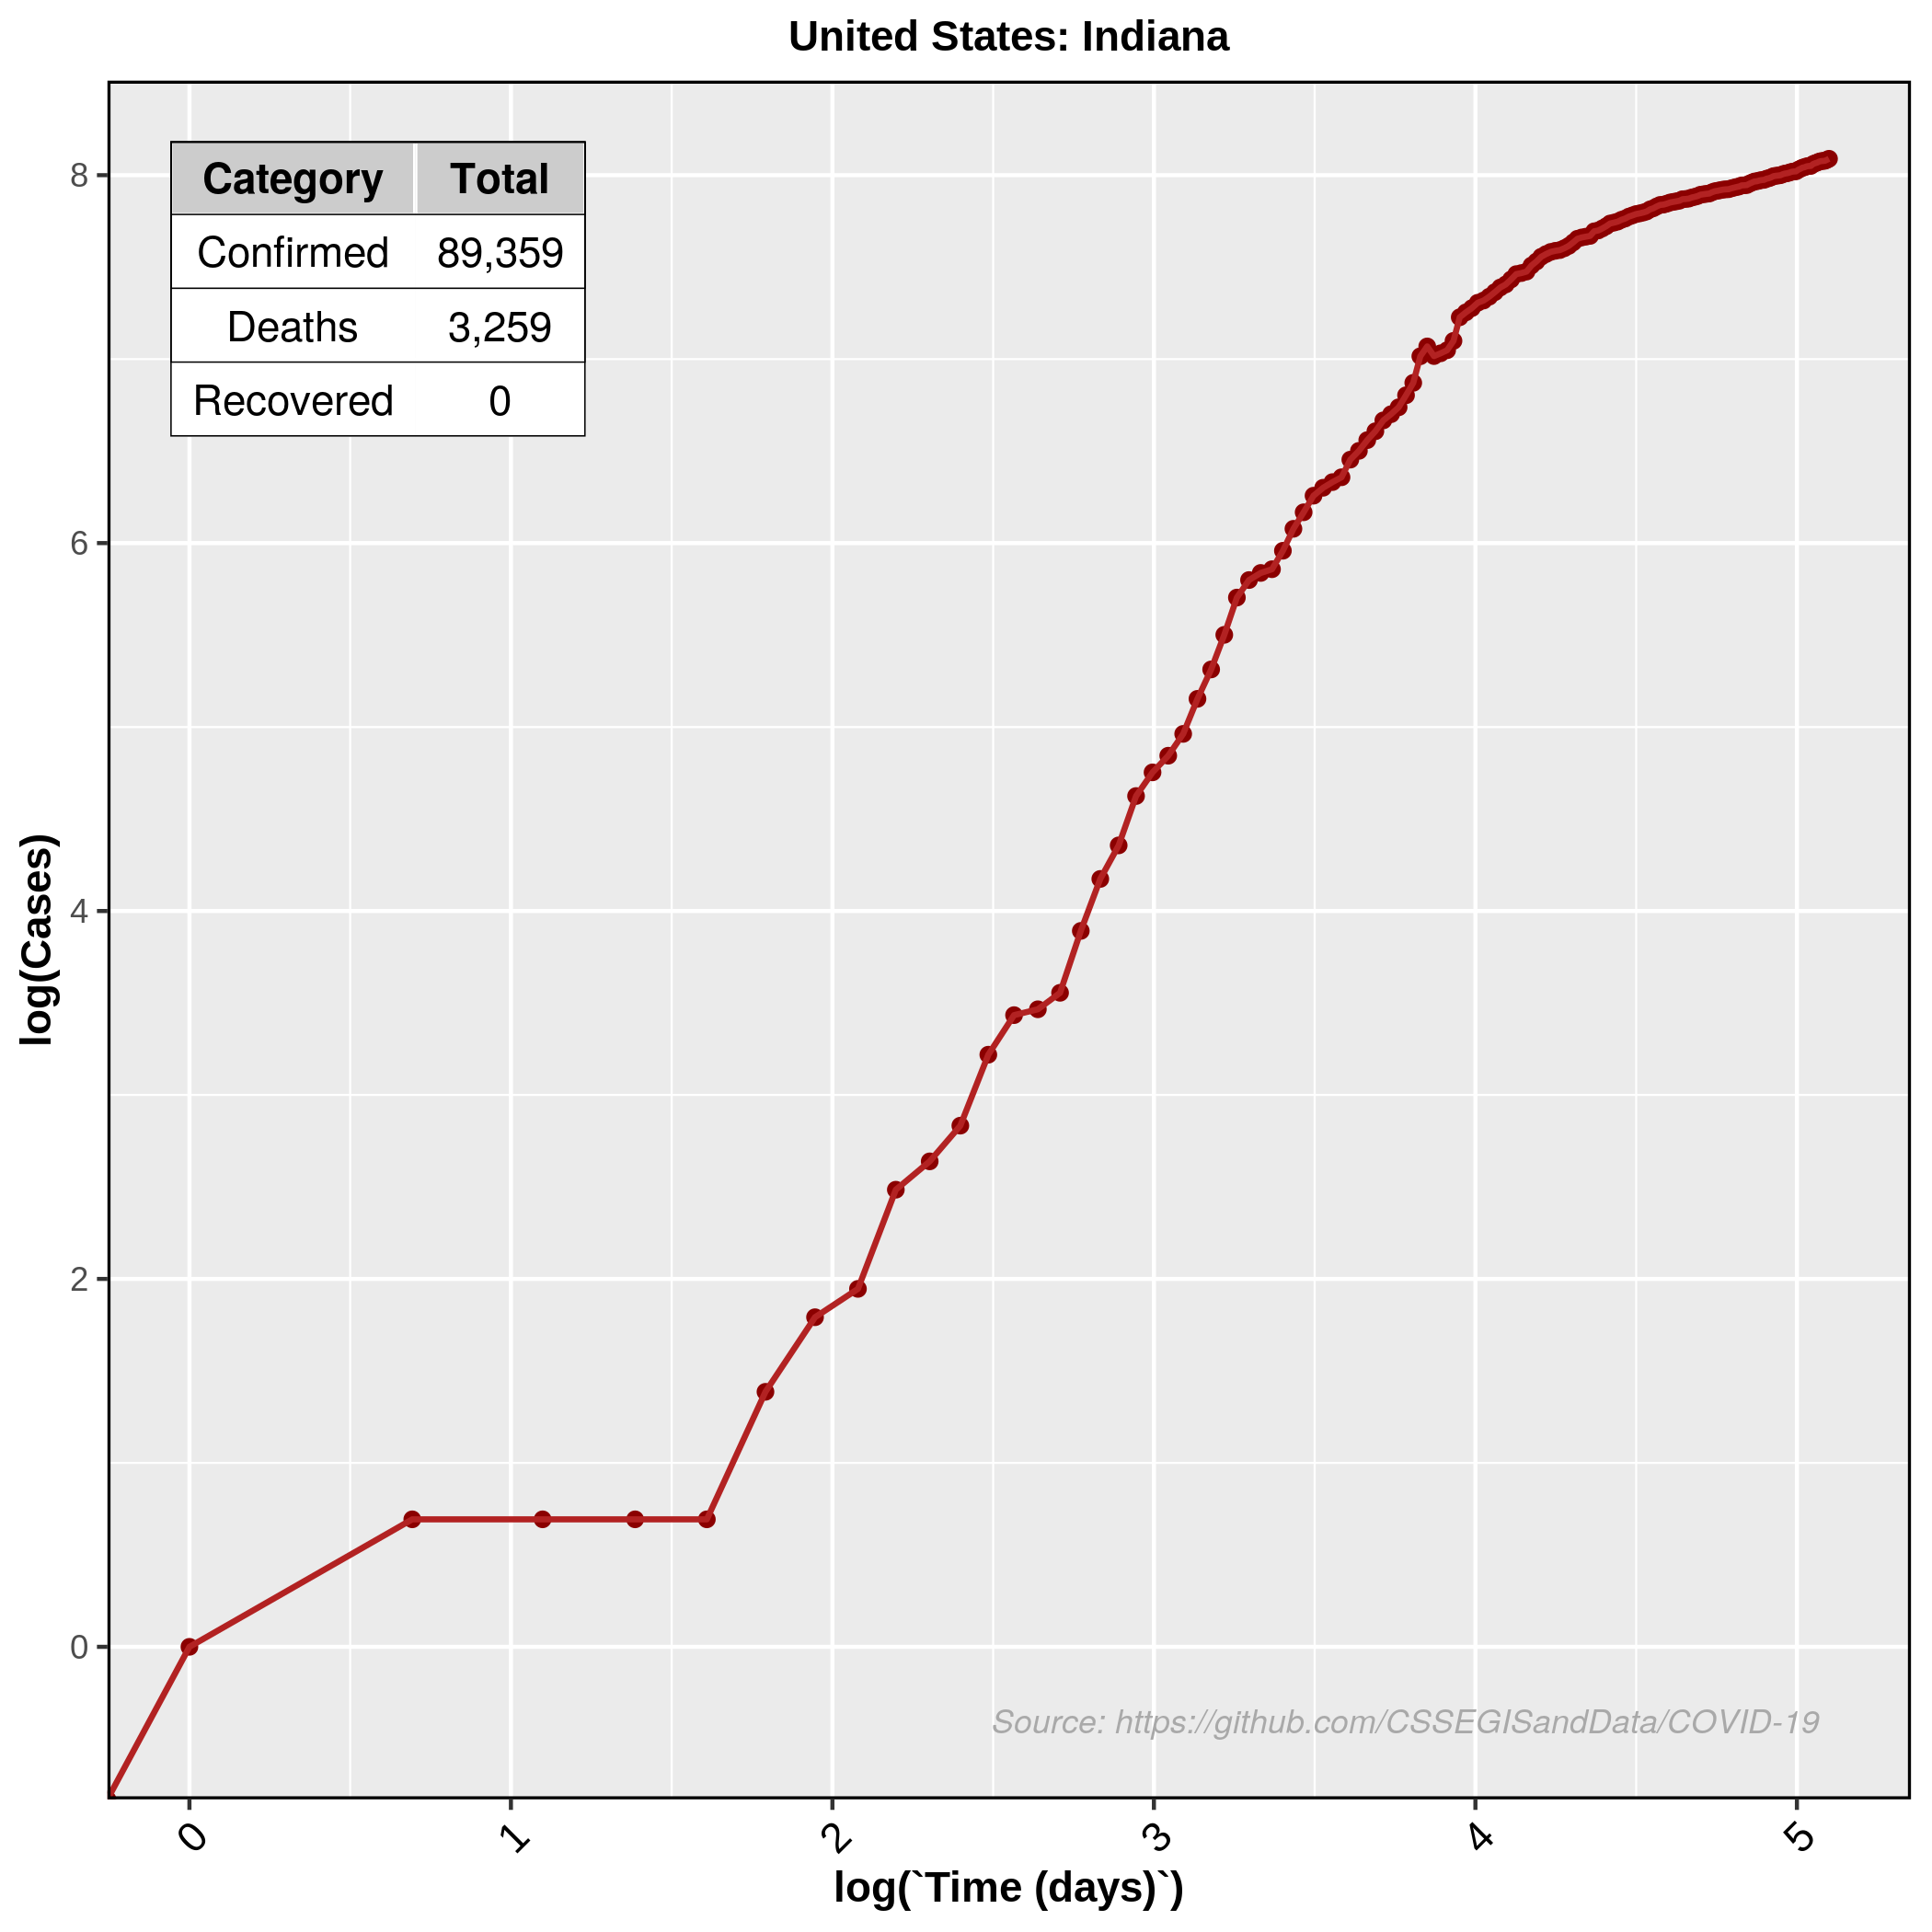 United States: Indiana
Category Total
Confirmed 89,359
Deaths 3,259
Recovered 0
8
6
4
2
0
log(Cases)
Source: https://github.com/CSSEGISandData/COVID-19
0 1 2 3 4 5
log(`Time (days)`)